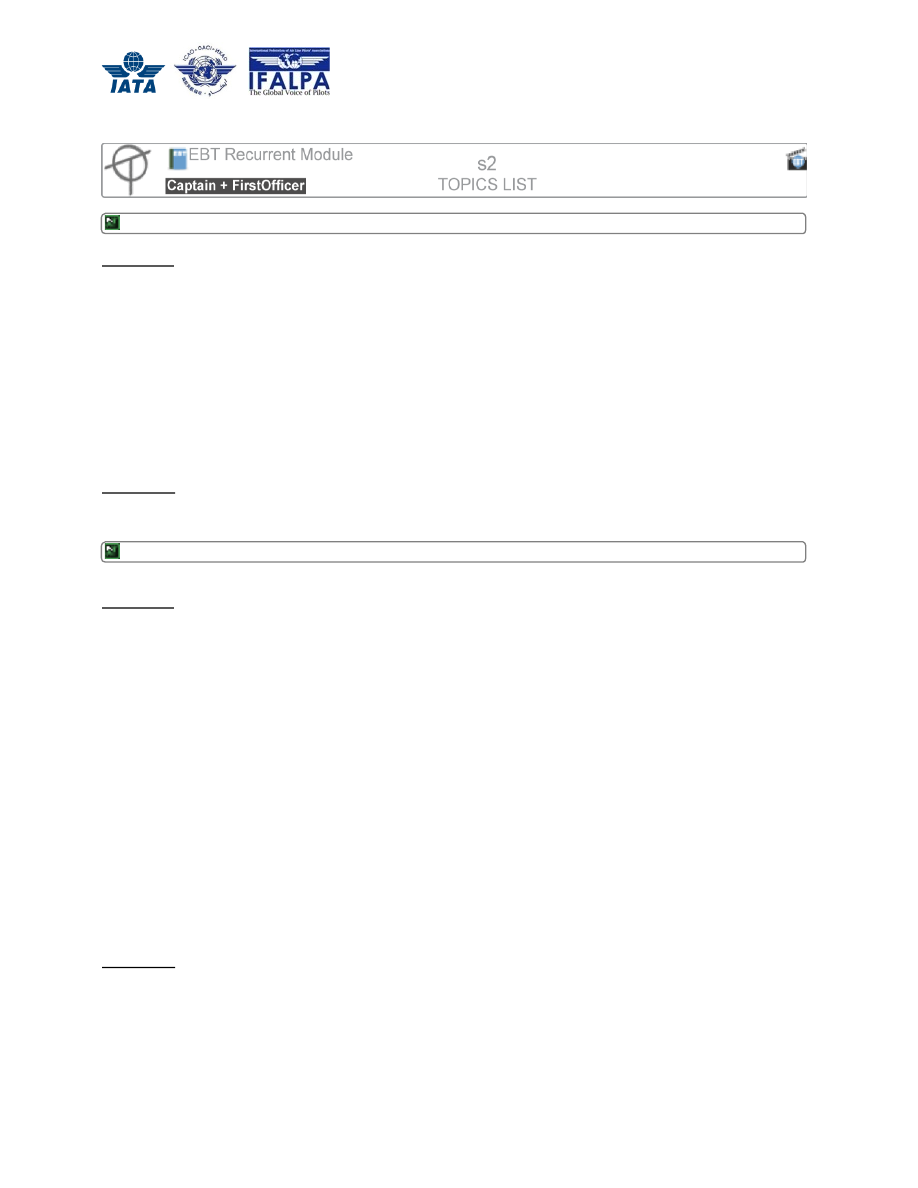 IATA
ICAO · OACI · ИКАО
International Federation of Air Line Pilots' Associations
IFALPA
The Global Voice of Pilots
EBT Recurrent Module
Captain + FirstOfficer
s2
TOPICS LIST
EBT